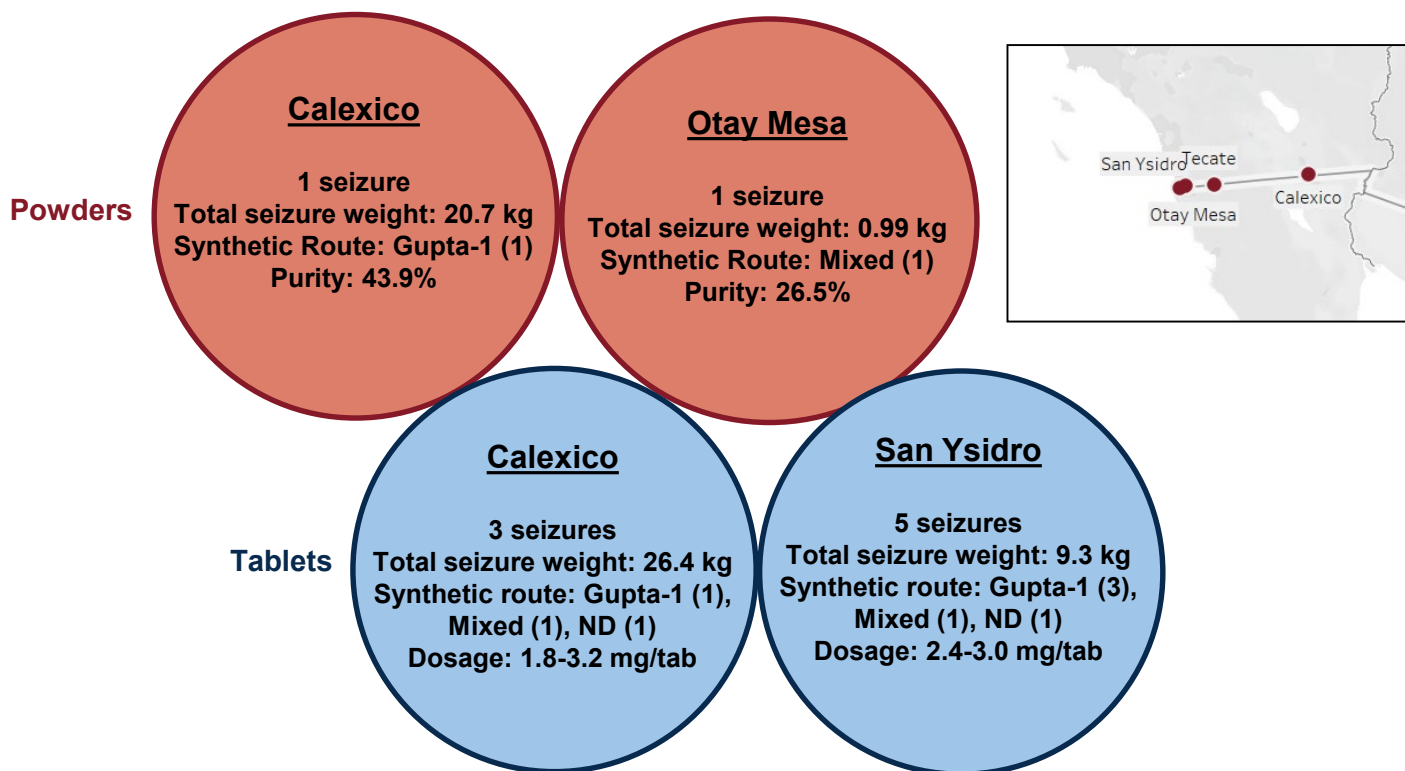 Powders
Calexico
1 seizure
Total seizure weight: 20.7 kg
Synthetic Route: Gupta-1 (1)
Purity: 43.9%
Otay Mesa
1 seizure
Total seizure weight: 0.99 kg
Synthetic Route: Mixed (1)
Purity: 26.5%
San Ysidro
Tecate
Otay Mesa
Calexico
Tablets
Calexico
3 seizures
Total seizure weight: 26.4 kg
Synthetic route: Gupta-1 (1),
Mixed (1), ND (1)
Dosage: 1.8-3.2 mg/tab
San Ysidro
5 seizures
Total seizure weight: 9.3 kg
Synthetic route: Gupta-1 (3),
Mixed (1), ND (1)
Dosage: 2.4-3.0 mg/tab